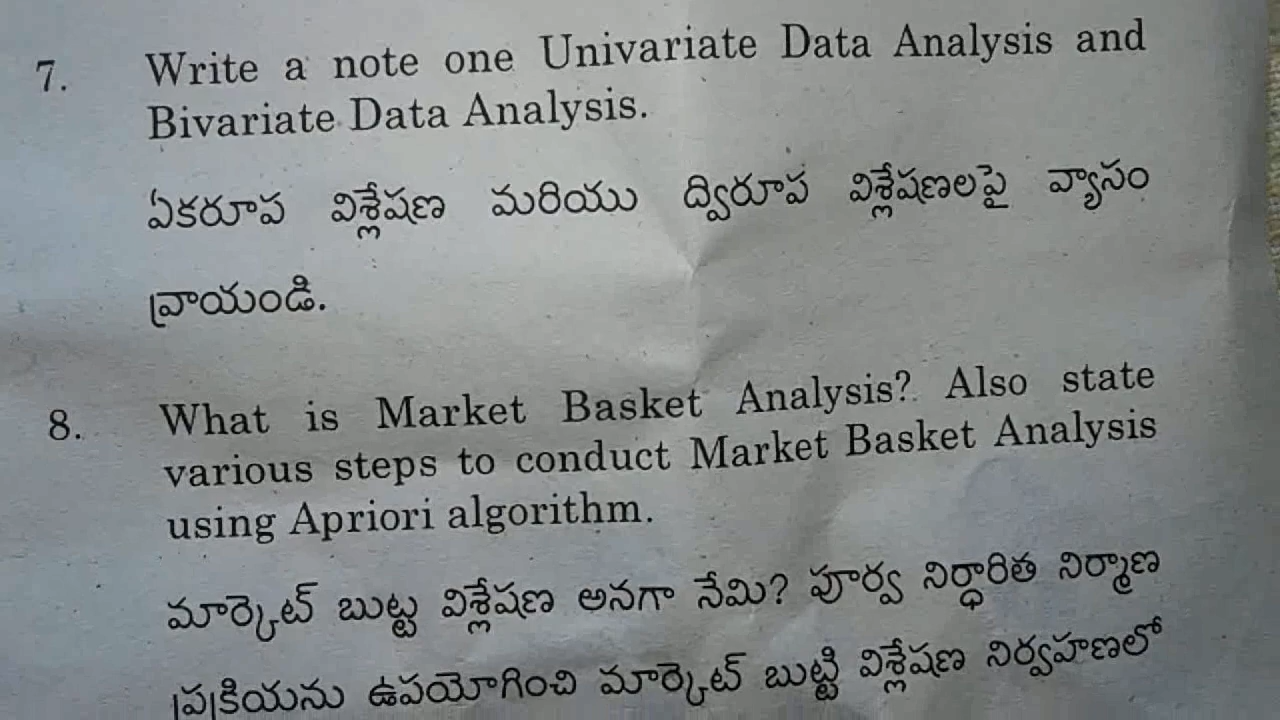 7. Write a note one Univariate Data Analysis and
Bivariate Data Analysis.
ఏకరూప విశ్లేషణ మరియు ద్విరూప విశ్లేషణలపై వ్యాసం
వ్రాయండి.
8. What is Market Basket Analysis? Also state
various steps to conduct Market Basket Analysis
using Apriori algorithm.
మార్కెట్ బుట్ట విశ్లేషణ అనగా నేమి? పూర్వ నిర్ధారిత నిర్మాణ
ప్రక్రియను ఉపయోగించి మార్కెట్ బుట్టి విశ్లేషణ నిర్వహణలో